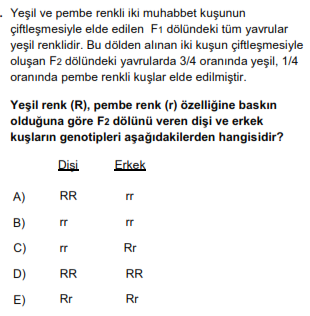 . Yeşil ve pembe renkli iki muhabbet kuşunun
çiftleşmesiyle elde edilen F1 dölündeki tüm yavrular
yeşil renklidir. Bu dölden alınan iki kuşun çiftleşmesiyle
oluşan F2 dölündeki yavrularda 3/4 oranında yeşil, 1/4
oranında pembe renkli kuşlar elde edilmiştir.
Yeşil renk (R), pembe renk (r) özelliğine baskın
olduğuna göre F2 dölünü veren dişi ve erkek
kuşların genotipleri aşağıdakilerden hangisidir?
Dişi Erkek
A) RR rr
B) rr rr
C) rr Rr
D) RR RR
E) Rr Rr